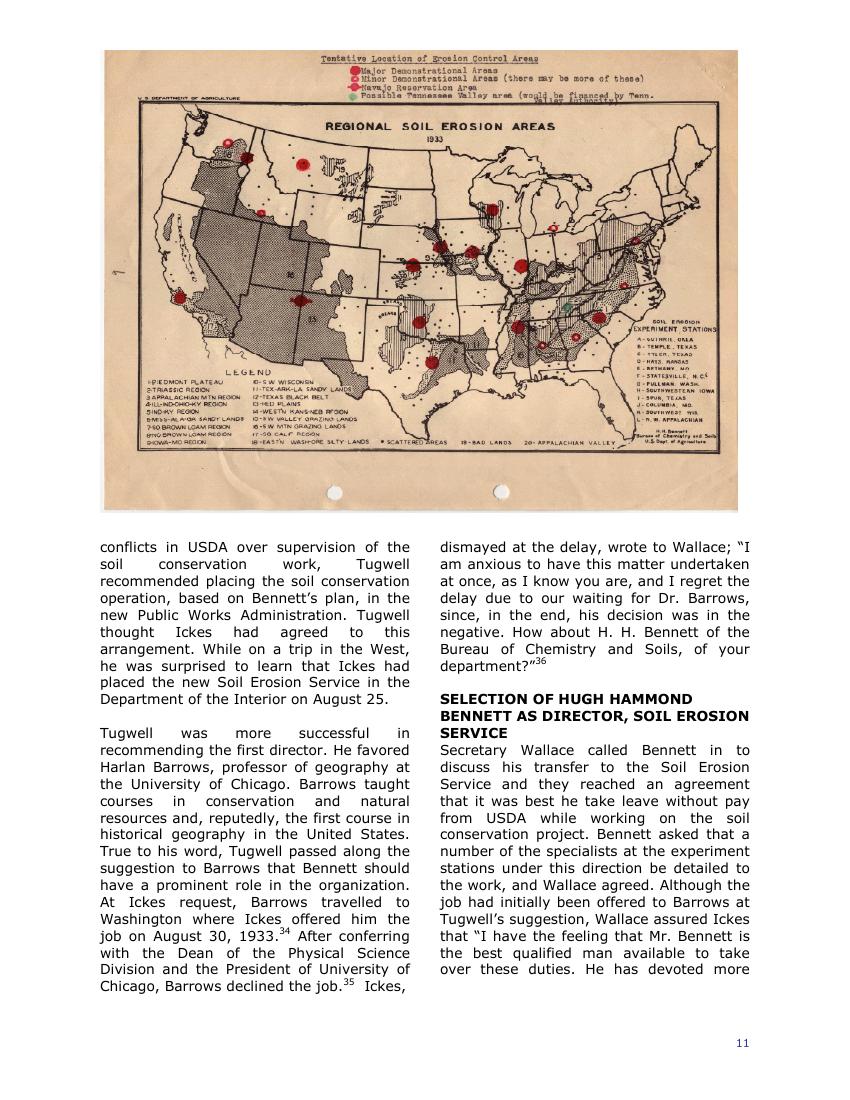 Tentative Location of Erosion Control Areas
Major Demonstrational Areas
Minor Demonstrational Areas (there may be more of these)
Navajo Reservation Area
Possible Tennessee Valley area (would be financed by Tenn.
Valley Authority)
U. S. DEPARTMENT OF AGRICULTURE
REGIONAL SOIL EROSION AREAS
1933
SOIL EROSION
EXPERIMENT STATIONS
A - GUTHRIE, OKLA
B - TEMPLE, TEXAS
C - TYLER, TEXAS
D - HAYS, KANSAS
E - BETHANY, MO.
F - STATESVILLE, N.C.
G - PULLMAN, WASH.
H - SOUTHWESTERN IOWA
I - SPUR, TEXAS
J - COLUMBIA, MO.
K - SOUTHWEST WIS.
L - N. W. APPALACHIAN
H.H. Bennett
Bureau of Chemistry and Soils
U.S. Dept. of Agriculture
LEGEND
1-PIEDMONT PLATEAU
2-TRIASSIC REGION
3 APPALACHIAN MTN REGION
4-ILL-IND-OHIO-KY REGION
5-IND-KY REGION
6-MISS-ALA-GA SANDY LANDS
7-SO BROWN LOAM REGION
8-NO BROWN LOAM REGION
9-IOWA-MO REGION
10-S W WISCONSIN
11-TEX-ARK-LA SANDY LANDS
12-TEXAS BLACK BELT
13-RED PLAINS
14-WESTN KANS-NEB REGION
15-SW VALLEY GRAZING LANDS
16-SW MTN GRAZING LANDS
17-SO CALIF REGION
18-EASTN WASH-ORE SILTY LANDS
SCATTERED AREAS
19-BAD LANDS
20-APPALACHIAN VALLEY
conflicts in USDA over supervision of the
soil conservation work, Tugwell
recommended placing the soil conservation
operation, based on Bennett’s plan, in the
new Public Works Administration. Tugwell
thought Ickes had agreed to this
arrangement. While on a trip in the West,
he was surprised to learn that Ickes had
placed the new Soil Erosion Service in the
Department of the Interior on August 25.
Tugwell was more successful in
recommending the first director. He favored
Harlan Barrows, professor of geography at
the University of Chicago. Barrows taught
courses in conservation and natural
resources and, reputedly, the first course in
historical geography in the United States.
True to his word, Tugwell passed along the
suggestion to Barrows that Bennett should
have a prominent role in the organization.
At Ickes request, Barrows travelled to
Washington where Ickes offered him the
job on August 30, 1933.34 After conferring
with the Dean of the Physical Science
Division and the President of University of
Chicago, Barrows declined the job.35 Ickes,
dismayed at the delay, wrote to Wallace; “I
am anxious to have this matter undertaken
at once, as I know you are, and I regret the
delay due to our waiting for Dr. Barrows,
since, in the end, his decision was in the
negative. How about H. H. Bennett of the
Bureau of Chemistry and Soils, of your
department?”36
SELECTION OF HUGH HAMMOND
BENNETT AS DIRECTOR, SOIL EROSION
SERVICE
Secretary Wallace called Bennett in to
discuss his transfer to the Soil Erosion
Service and they reached an agreement
that it was best he take leave without pay
from USDA while working on the soil
conservation project. Bennett asked that a
number of the specialists at the experiment
stations under this direction be detailed to
the work, and Wallace agreed. Although the
job had initially been offered to Barrows at
Tugwell’s suggestion, Wallace assured Ickes
that “I have the feeling that Mr. Bennett is
the best qualified man available to take
over these duties. He has devoted more
11